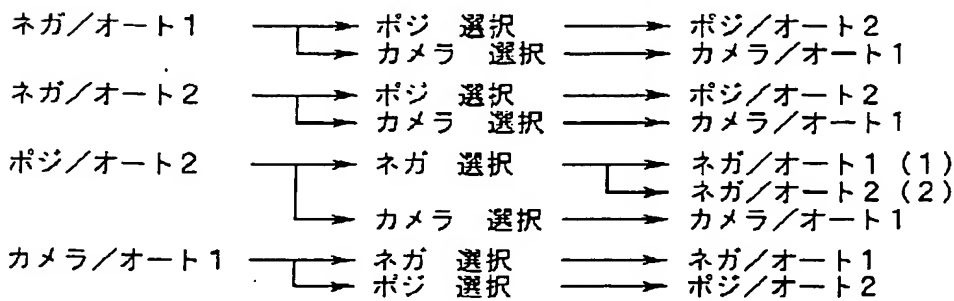 ネガ/オート1 ポジ 選択 ポジ/オート2
カメラ 選択 カメラ/オート1
ネガ/オート2 ポジ 選択 ポジ/オート2
カメラ 選択 カメラ/オート1
ポジ/オート2 ネガ 選択 ネガ/オート1(1)
ネガ/オート2(2)
カメラ 選択 カメラ/オート1
カメラ/オート1 ネガ 選択 ネガ/オート1
ポジ 選択 ポジ/オート2